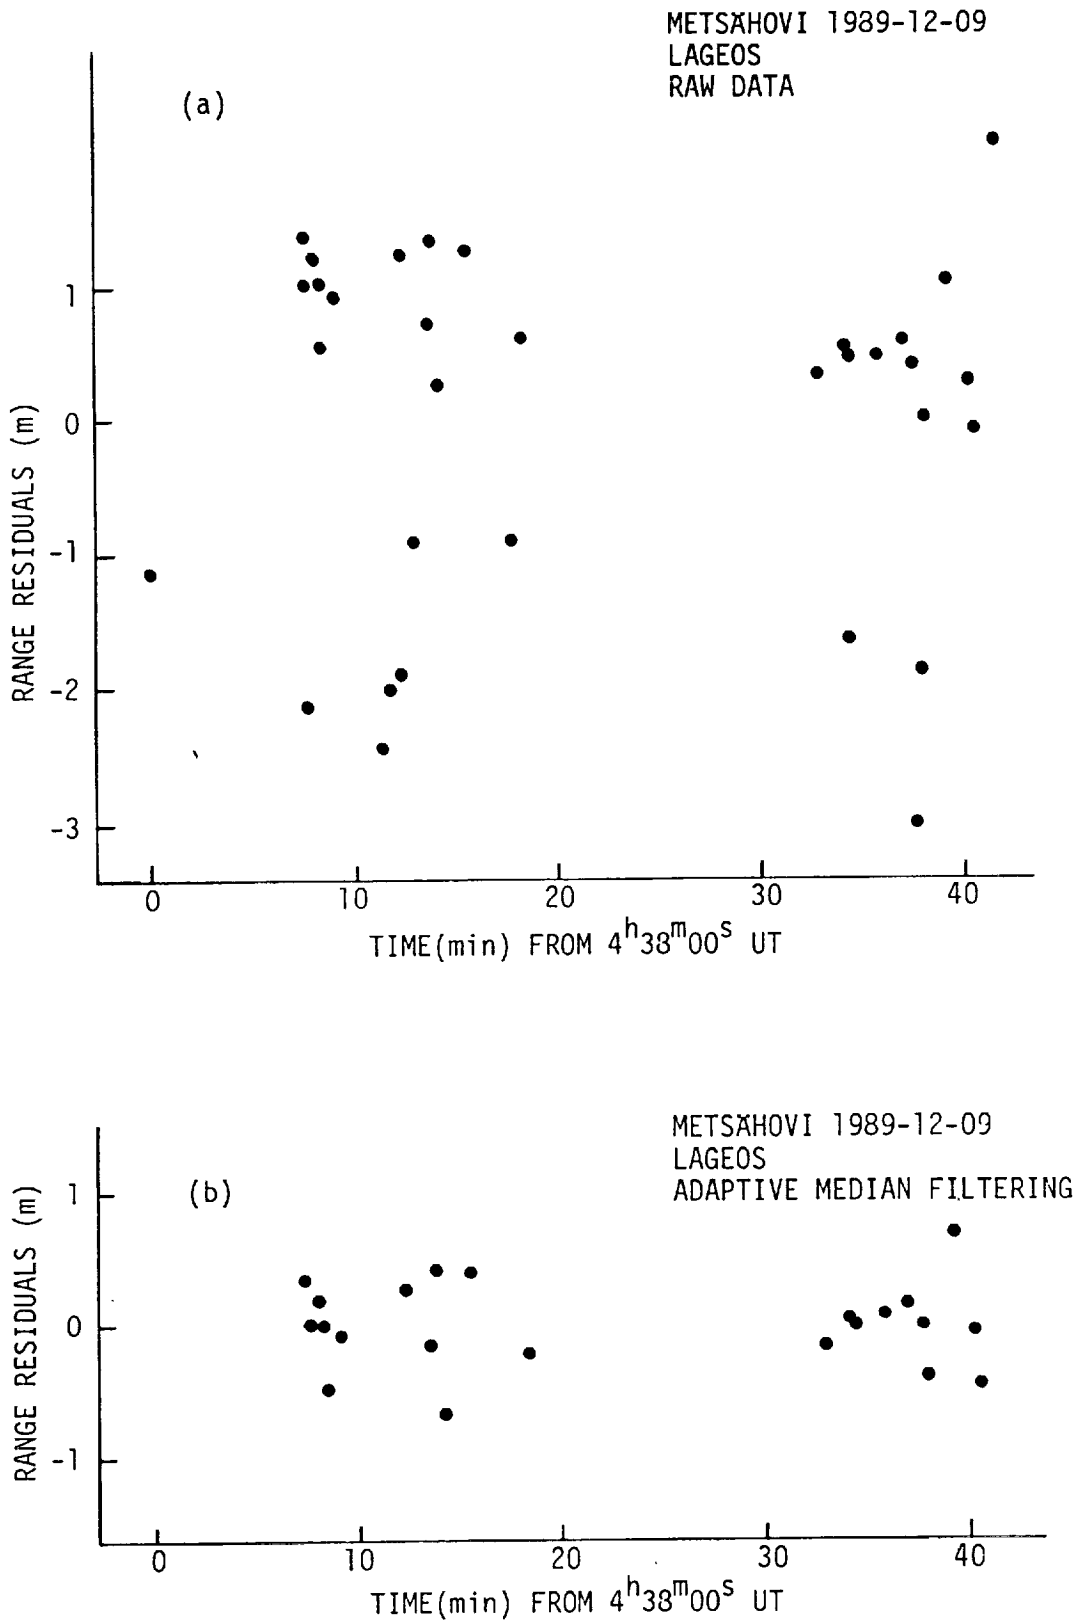 METSÄHOVI 1989-12-09
LAGEOS
RAW DATA
(a)
1
0
-1
-2
-3
RANGE RESIDUALS (m)
0 10 20 30 40
TIME(min) FROM 4h38m00s UT
METSÄHOVI 1989-12-09
LAGEOS
ADAPTIVE MEDIAN FILTERING
(b)
1
0
-1
RANGE RESIDUALS (m)
0 10 20 30 40
TIME(min) FROM 4h38m00s UT